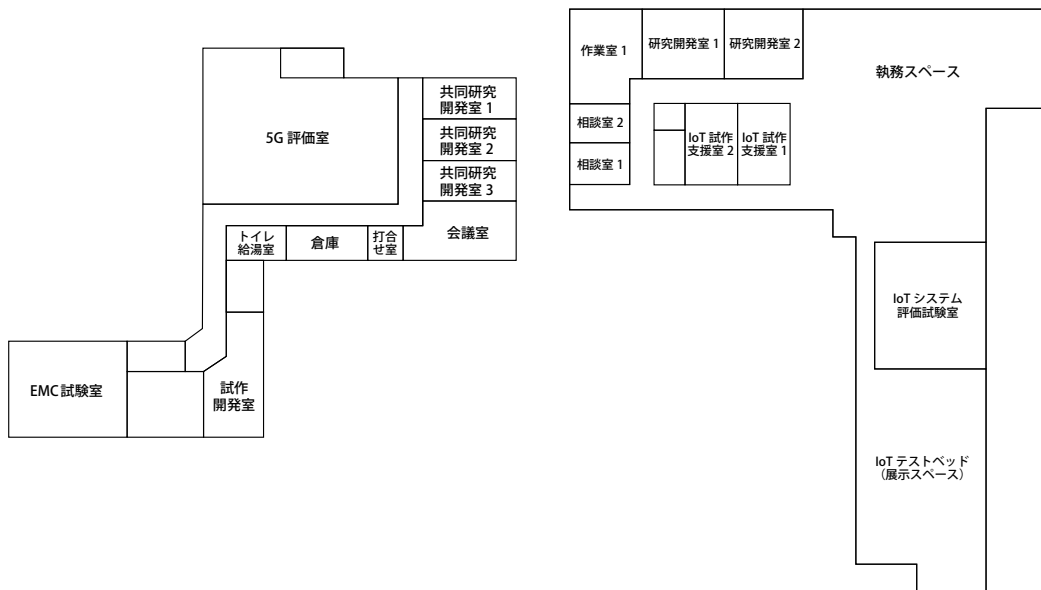 5G 評価室
共同研究
開発室 1
共同研究
開発室 2
共同研究
開発室 3
会議室
トイレ
給湯室
倉庫
打合
せ室
EMC 試験室
試作
開発室
作業室 1
研究開発室 1
研究開発室 2
執務スペース
相談室 2
相談室 1
IoT 試作
支援室 2
IoT 試作
支援室 1
IoT システム
評価試験室
IoT テストベッド
（展示スペース）